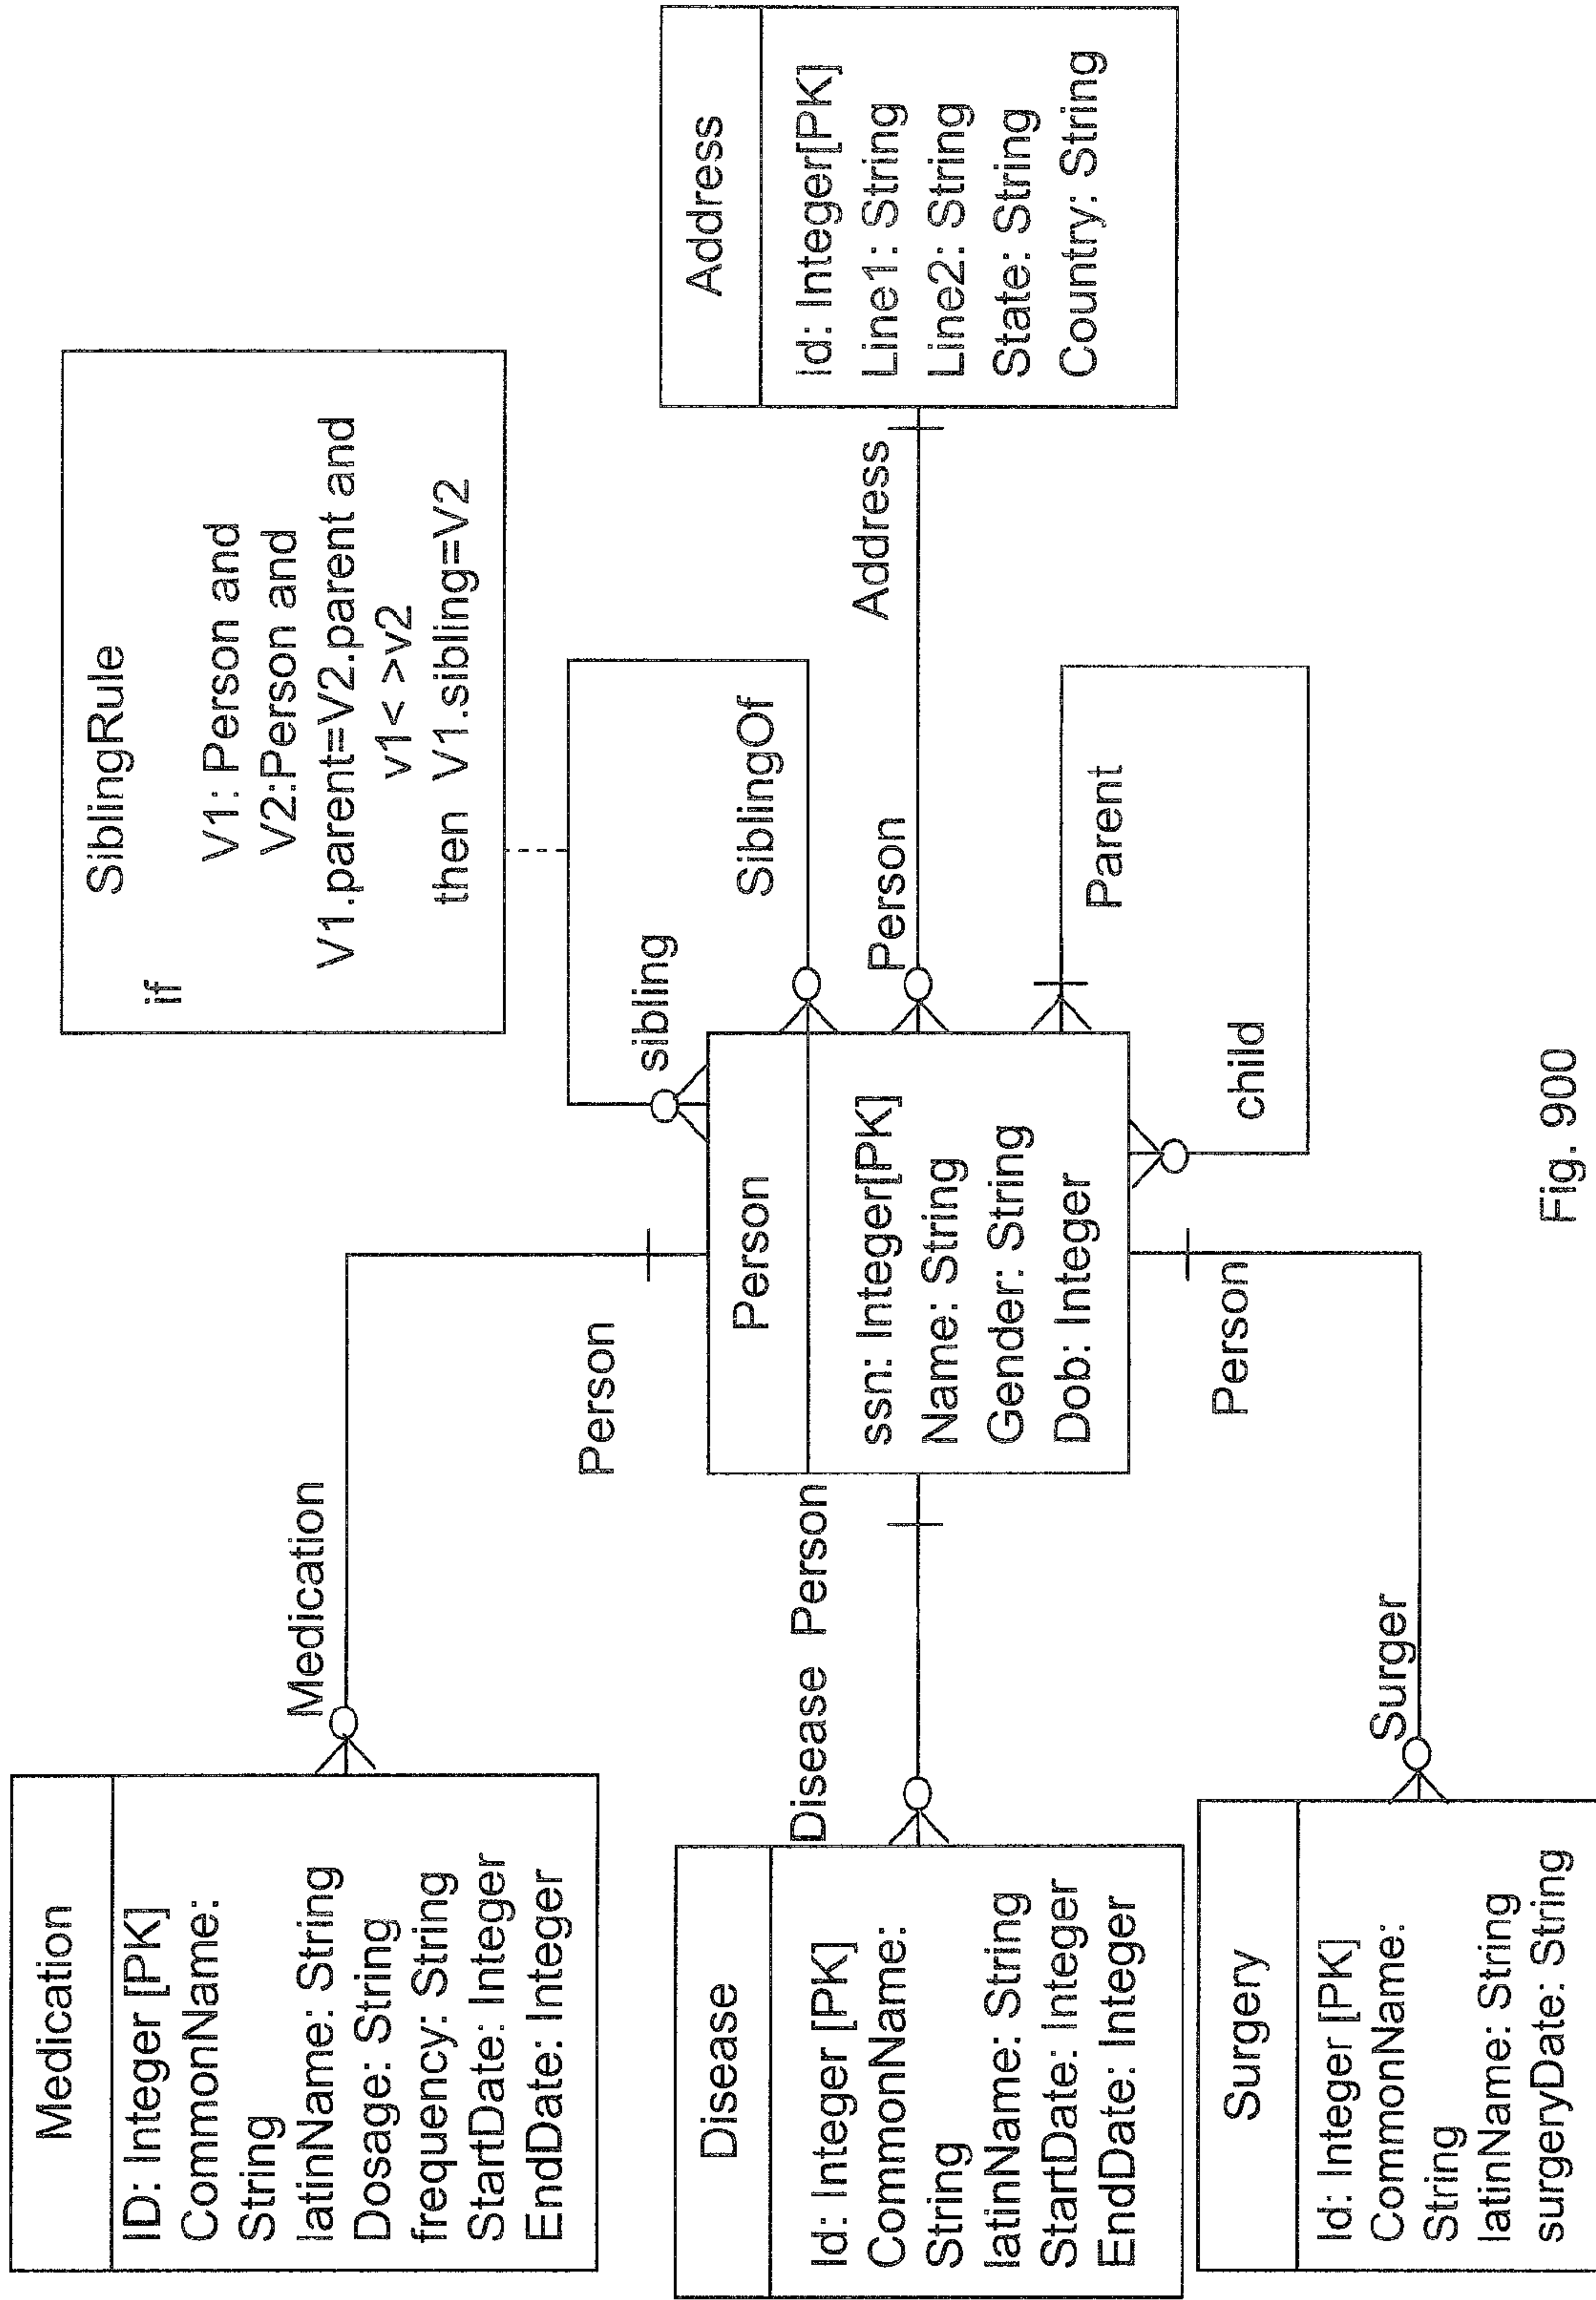 Medication
ID: Integer [PK]
CommonName:
String
latinName: String
Dosage: String
frequency: String
StartDate: Integer
EndDate: Integer
Medication
Person
SiblingRule
if
V1: Person and
V2:Person and
V1.parent=V2.parent and
v1< >v2
then V1.sibling=V2
sibling
SiblingOf
Disease
Id: Integer [PK]
CommonName:
String
latinName: String
StartDate: Integer
EndDate: Integer
Disease Person
Person
ssn: Integer[PK]
Name: String
Gender: String
Dob: Integer
Person
Address
Address
Id: Integer[PK]
Line1: String
Line2: String
State: String
Country: String
Parent
child
Person
Surger
Surgery
Id: Integer [PK]
CommonName:
String
latinName: String
surgeryDate: String
Fig. 900